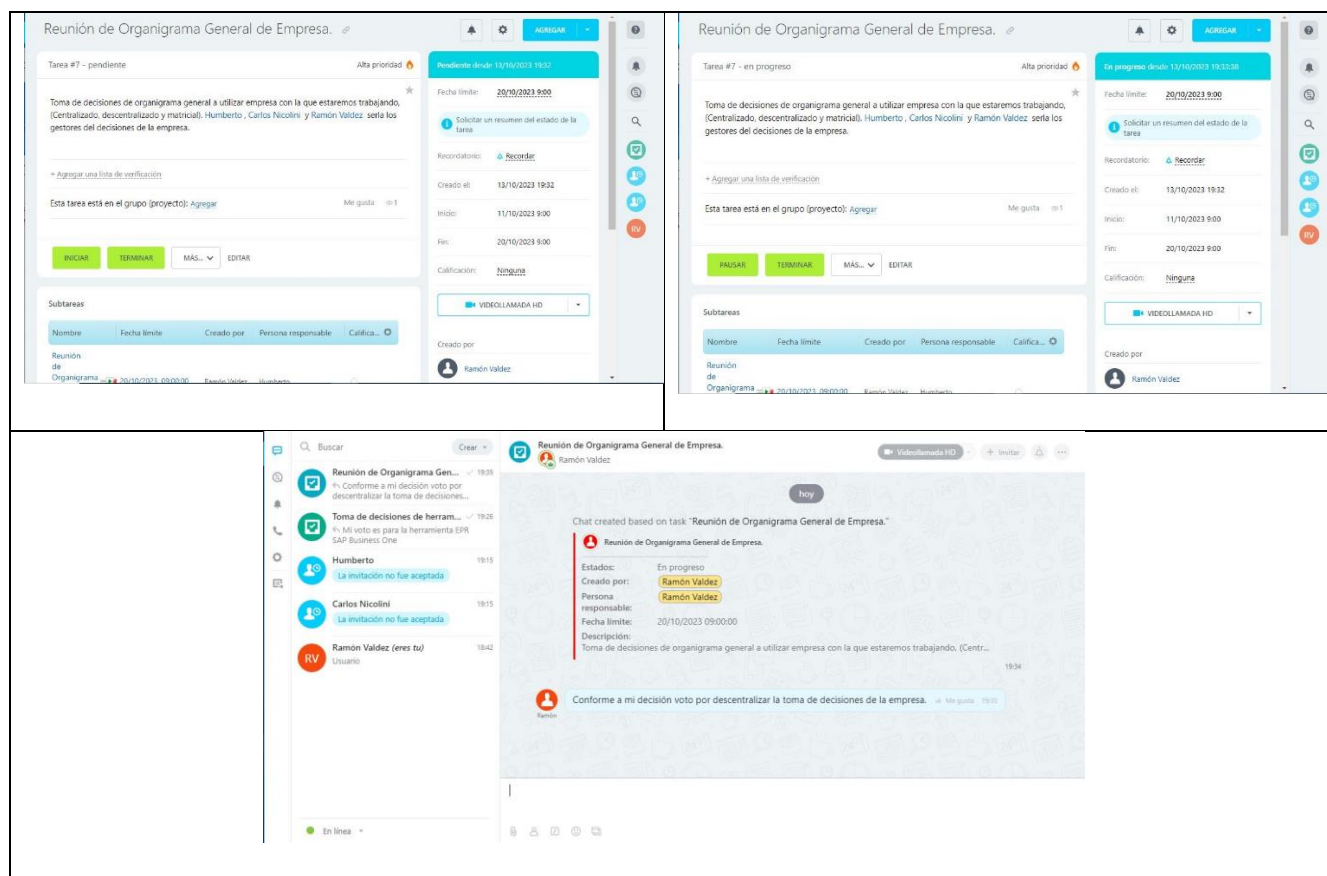 Reunión de Organigrama General de Empresa.
AGREGAR
Tarea #7 - pendiente
Alta prioridad
Toma de decisiones de organigrama general a utilizar empresa con la que estaremos trabajando,
(Centralizado, descentralizado y matricial). Humberto , Carlos Nicolini y Ramón Valdez seria los
gestores del decisiones de la empresa.
+ Agregar una lista de verificación
Esta tarea está en el grupo (proyecto): Agregar
Me gusta 1
INICIAR TERMINAR MÁS... EDITAR
Subtareas
Nombre Fecha límite Creado por Persona responsable Califica...
Reunión
de
Organigrama 20/10/2023 09:00:00 Ramón Valdez Humberto
Pendiente desde 13/10/2023 19:32
Fecha límite: 20/10/2023 9:00
Solicitar un resumen del estado de la
tarea
Recordatorio: Recordar
Creado el: 13/10/2023 19:32
Inicio: 11/10/2023 9:00
Fin: 20/10/2023 9:00
Calificación: Ninguna
VIDEOLLAMADA HD
Creado por
Ramón Valdez
RV
Reunión de Organigrama General de Empresa.
AGREGAR
Tarea #7 - en progreso
Alta prioridad
Toma de decisiones de organigrama general a utilizar empresa con la que estaremos trabajando,
(Centralizado, descentralizado y matricial). Humberto , Carlos Nicolini y Ramón Valdez seria los
gestores del decisiones de la empresa.
+ Agregar una lista de verificación
Esta tarea está en el grupo (proyecto): Agregar
Me gusta 1
PAUSAR TERMINAR MÁS... EDITAR
Subtareas
Nombre Fecha límite Creado por Persona responsable Califica...
Reunión
de
Organigrama 20/10/2023 09:00:00 Ramón Valdez Humberto
En progreso desde 13/10/2023 19:33:38
Fecha límite: 20/10/2023 9:00
Solicitar un resumen del estado de la
tarea
Recordatorio: Recordar
Creado el: 13/10/2023 19:32
Inicio: 11/10/2023 9:00
Fin: 20/10/2023 9:00
Calificación: Ninguna
VIDEOLLAMADA HD
Creado por
Ramón Valdez
RV
Buscar
Crear
Reunión de Organigrama Gen... 19:35
Conforme a mi decisión voto por
descentralizar la toma de decisiones...
Toma de decisiones de herram... 19:26
Mi voto es para la herramienta EPR
SAP Business One
Humberto 19:15
La invitación no fue aceptada
Carlos Nicolini 19:15
La invitación no fue aceptada
RV
Ramón Valdez (eres tu) 18:42
Usuario
En línea
Reunión de Organigrama General de Empresa.
Ramón Valdez
Videollamada HD
+ Invitar
hoy
Chat created based on task "Reunión de Organigrama General de Empresa."
Reunión de Organigrama General de Empresa.
Estados: En progreso
Creado por: Ramón Valdez
Persona
responsable: Ramón Valdez
Fecha límite: 20/10/2023 09:00:00
Descripción:
Toma de decisiones de organigrama general a utilizar empresa con la que estaremos trabajando, (Centr...
19:34
Conforme a mi decisión voto por descentralizar la toma de decisiones de la empresa. Me gusta 19:35
Ramón